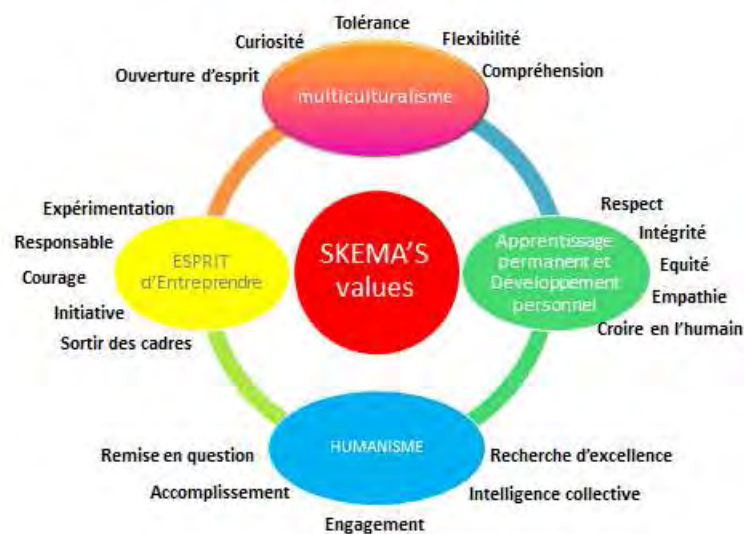 Tolérance
Curiosité
Flexibilité
Ouverture d'esprit
Compréhension
multiculturalisme
Expérimentation
Responsable
Courage
Initiative
Sortir des cadres
ESPRIT
d'Entreprendre
SKEMA'S
values
Apprentissage
permanent et
Développement
personnel
Respect
Intégrité
Equité
Empathie
Croire en l'humain
HUMANISME
Remise en question
Accomplissement
Engagement
Recherche d'excellence
Intelligence collective